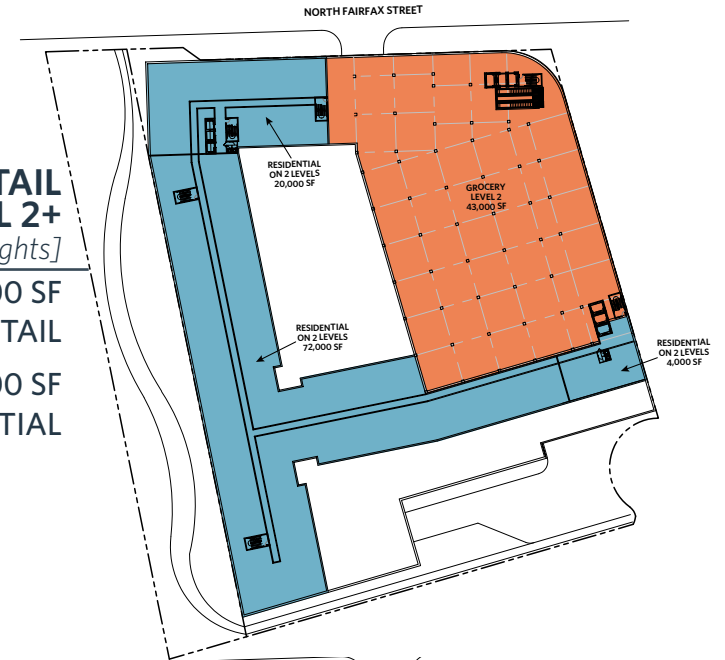 NORTH FAIRFAX STREET
RESIDENTIAL
ON 2 LEVELS
20,000 SF
GROCERY
LEVEL 2
43,000 SF
TAIL
L 2+
ghts]
00 SF
TAIL
00 SF
TIAL
RESIDENTIAL
ON 2 LEVELS
72,000 SF
RESIDENTIAL
ON 2 LEVELS
4,000 SF